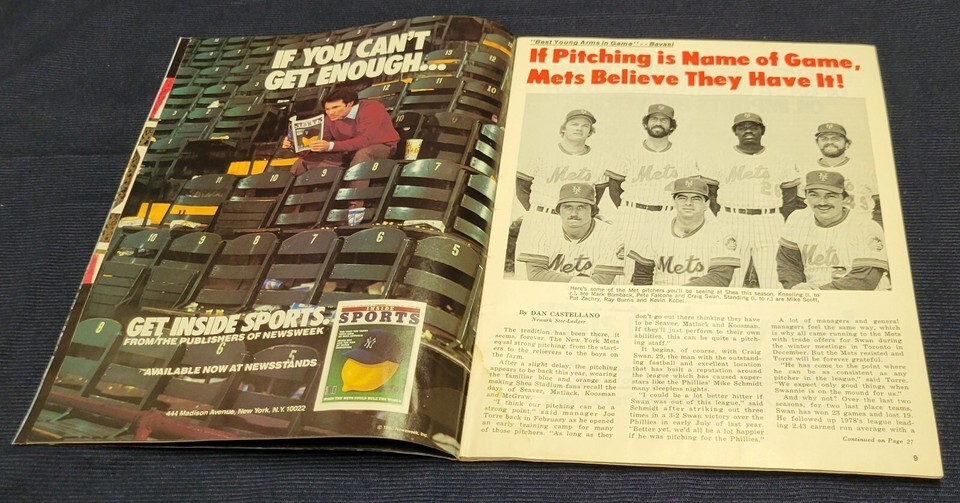 IF YOU CAN'T
GET ENOUGH...
GET INSIDE SPORTS.
FROM THE PUBLISHERS OF NEWSWEEK
AVAILABLE NOW AT NEWSSTANDS
444 Madison Avenue, New York, N.Y. 10022
INSIDE
SPORTS
"Best Young Arms in Game" -- Bavasi
If Pitching is Name of Game,
Mets Believe They Have It!
Mets
Mets
Mets
Mets
Mets
Mets
Here's some of the Met pitchers you'll be seeing at Shea this season. Kneeling (l. to
r.), are Mark Bomback, Pete Falcone and Craig Swan. Standing (l. to r.) are Mike Scott,
Pat Zachry, Ray Burris and Kevin Kobel.
By DAN CASTELLANO
Newark Star-Ledger
The tradition has been there, it
seems, forever. The New York Mets
equal strong pitching, from the start-
ers to the relievers to the boys on
the farm.
After a slight delay, the pitching
appears to be back this year, wearing
the familiar blue and orange and
making Shea Stadium fans recall the
days of Seaver, Matlack, Koosman
and McGraw.
"I think our pitching can be a
strong point," said manager Joe
Torre back in February as he opened
an early training camp for many
of those pitchers. "As long as they
don't go out there thinking they have
to be Seaver, Matlack and Koosman.
If they'll just perform to their own
abilities, this can be quite a pitch-
ing staff."
It begins, of course, with Craig
Swan, 29, the man with the outstand-
ing fastball and excellent location
that has built a reputation around
the league which has caused super-
stars like the Phillies' Mike Schmidt
many sleepless nights.
"I could be a lot better hitter if
Swan was out of this league," said
Schmidt after striking out three
times in a 3-2 Swan victory over the
Phillies in early July of last year.
"Better yet, we'd all be a lot happier
if he was pitching for the Phillies."
A lot of managers and general
managers feel the same way, which
is why all came running to the Mets
with trade offers for Swan during
the winter meetings in Toronto in
December. But the Mets resisted and
Torre will be forever grateful.
"He has come to the point where
he can be as consistent as any
pitcher in the league," said Torre.
"We expect only good things when
Swannie is on the mound for us."
And why not? Over the last two
seasons, for two last place teams,
Swan has won 23 games and lost 19.
He followed up 1978's league lead-
ing 2.43 earned run average with a
Continued on Page 27
9